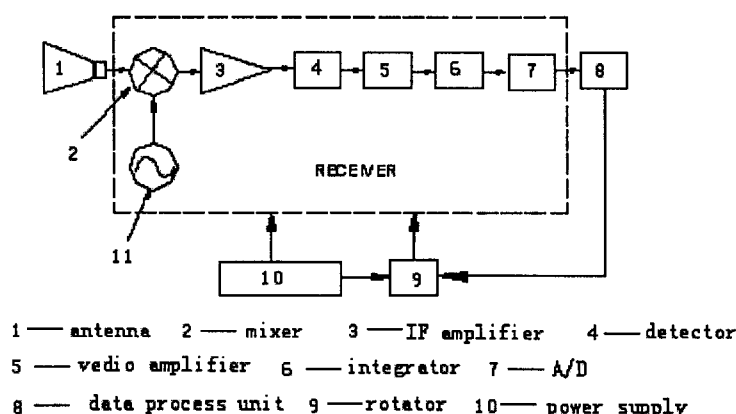 1 3 4 5 6 7 8
2
RECEIVER
11
10 9
1 — antenna 2 — mixer 3 — IF amplifier 4 — detector
5 — vedio amplifier 6 — integrator 7 — A/D
8 — data process unit 9 — rotator 10 — power supply